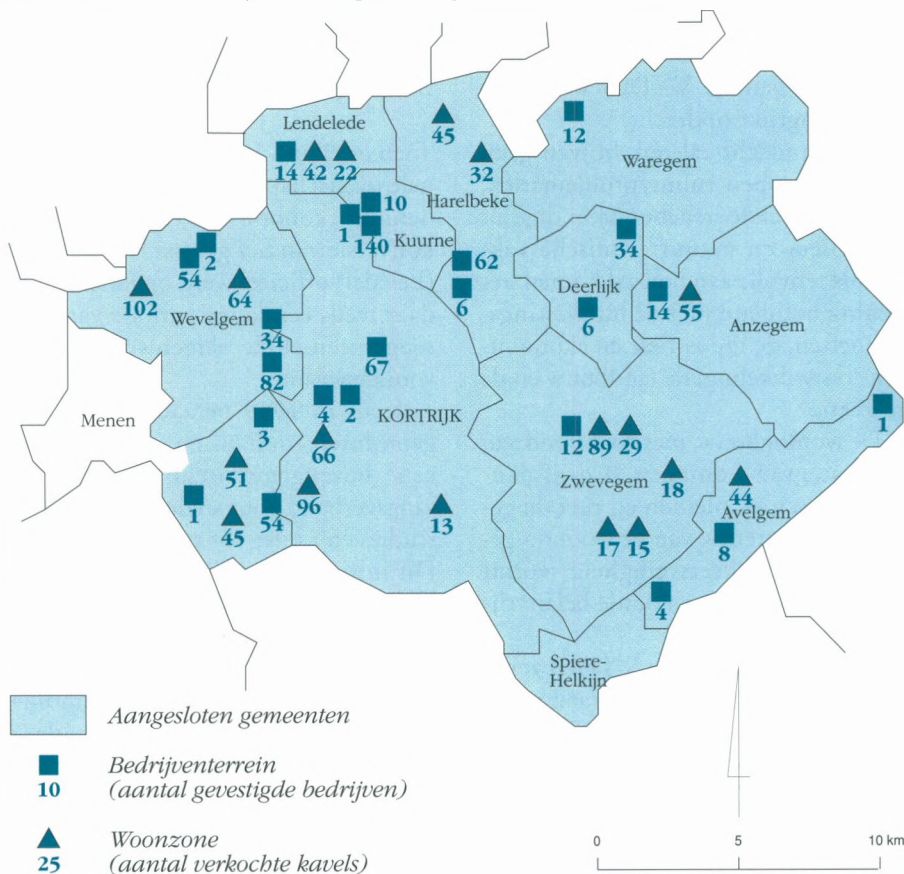 Lendelede
14 42 22
45
32
Harelbeke
12
Waregem
10
1
140
Kuurne
62
6
34
Deerlijk
6
14 55
Anzegem
2
54
102
64
Wevelgem
34
82
67
4 2
KORTRIJK
66
Menen
3
51
1
45
54
96
13
12 89 29
Zwevegem
18
17 15
1
44
Avelgem
8
4
Spiere-
Helkijn
Aangesloten gemeenten
Bedrijventerrein
10
(aantal gevestigde bedrijven)
Woonzone
25
(aantal verkochte kavels)
0 5 10 km